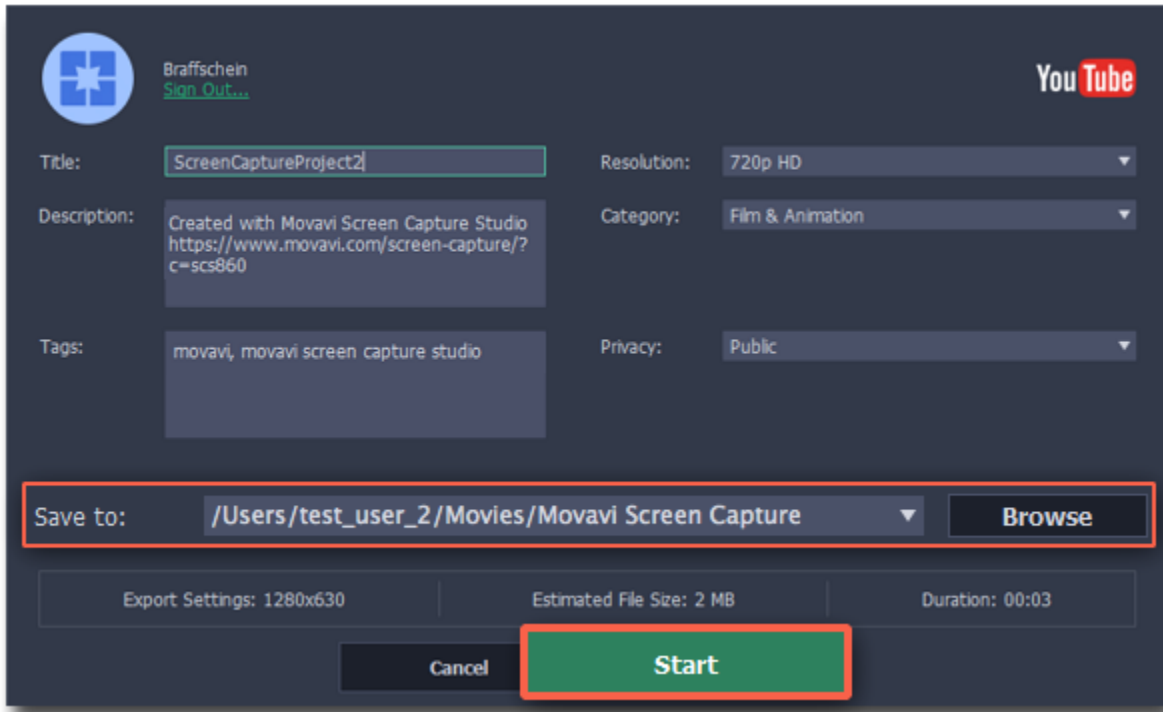 Braffschein
Sign Out...
YouTube
Title: ScreenCaptureProject2
Resolution: 720p HD
Description: Created with Movavi Screen Capture Studio
https://www.movavi.com/screen-capture/?
c=scs860
Category: Film & Animation
Tags: movavi, movavi screen capture studio
Privacy: Public
Save to: /Users/test_user_2/Movies/Movavi Screen Capture Browse
Export Settings: 1280x630 Estimated File Size: 2 MB Duration: 00:03
Cancel Start